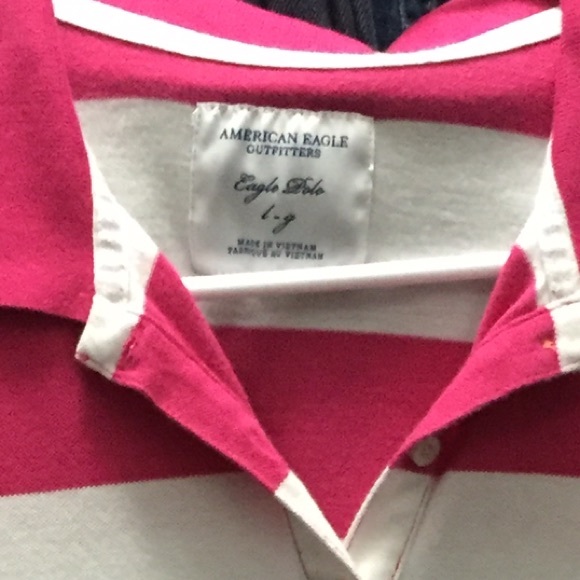 AMERICAN EAGLE
OUTFITTERS
Eagle Polo
L-g
MADE IN VIETNAM
FABRIQUÉ AU VIETNAM